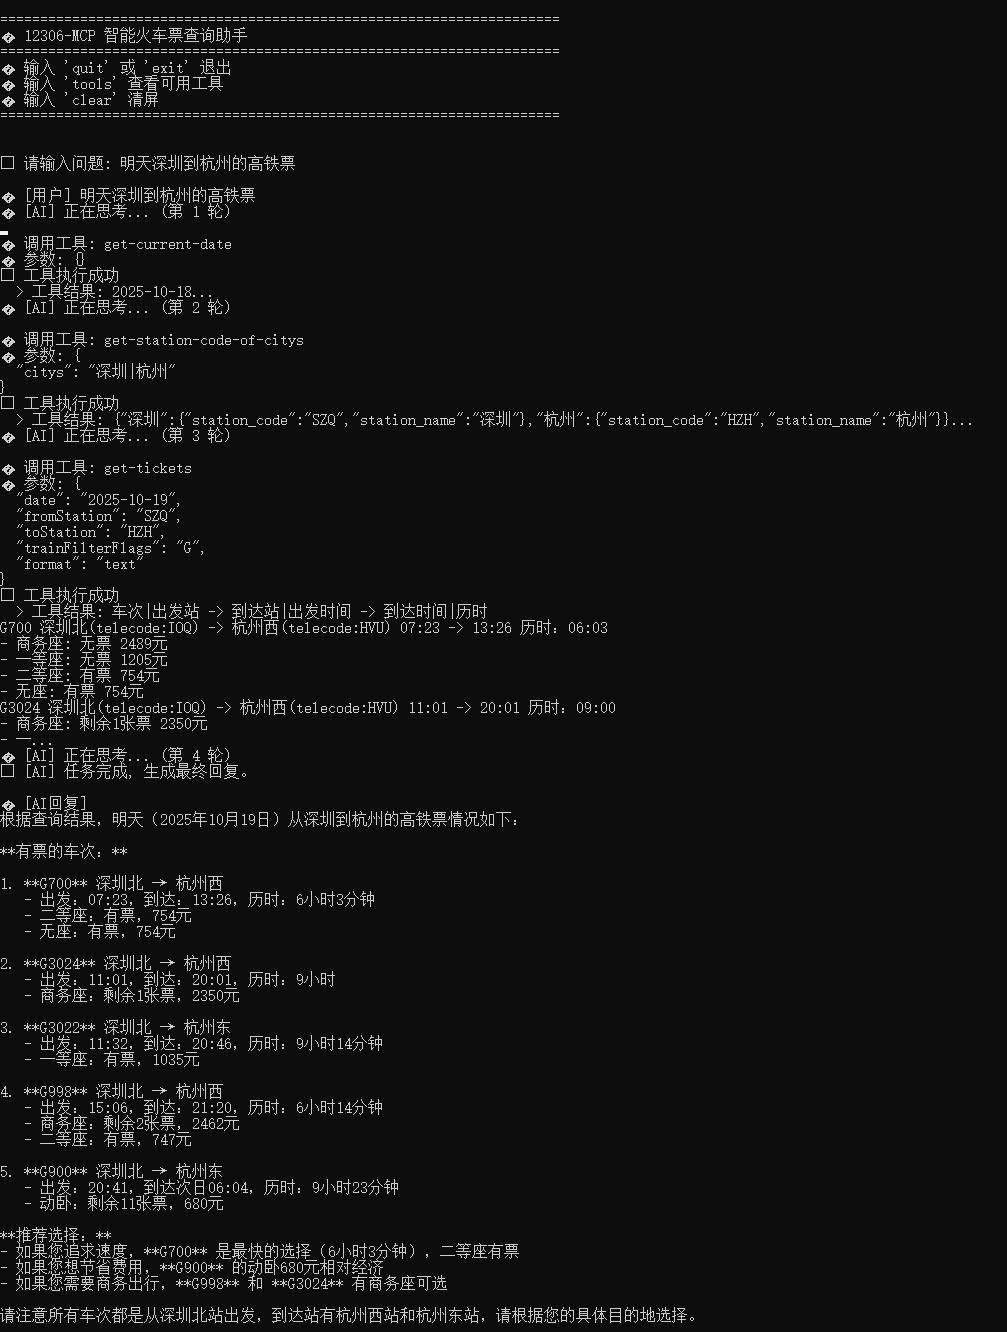 ======================================================================
� 12306-MCP 智能火车票查询助手
======================================================================
� 输入 'quit' 或 'exit' 退出
� 输入 'tools' 查看可用工具
� 输入 'clear' 清屏
======================================================================
□ 请输入问题: 明天深圳到杭州的高铁票
� [用户] 明天深圳到杭州的高铁票
� [AI] 正在思考... (第 1 轮)
� 调用工具: get-current-date
� 参数: {}
□ 工具执行成功
  > 工具结果: 2025-10-18...
� [AI] 正在思考... (第 2 轮)
� 调用工具: get-station-code-of-citys
� 参数: {
  "citys": "深圳|杭州"
}
□ 工具执行成功
  > 工具结果: {"深圳":{"station_code":"SZQ","station_name":"深圳"},"杭州":{"station_code":"HZH","station_name":"杭州"}}...
� [AI] 正在思考... (第 3 轮)
� 调用工具: get-tickets
� 参数: {
  "date": "2025-10-19",
  "fromStation": "SZQ",
  "toStation": "HZH",
  "trainFilterFlags": "G",
  "format": "text"
}
□ 工具执行成功
  > 工具结果: 车次|出发站 -> 到达站|出发时间 -> 到达时间|历时
G700 深圳北(telecode:IOQ) -> 杭州西(telecode:HVU) 07:23 -> 13:26 历时：06:03
- 商务座: 无票 2489元
- 一等座: 无票 1205元
- 二等座: 有票 754元
- 无座: 有票 754元
G3024 深圳北(telecode:IOQ) -> 杭州西(telecode:HVU) 11:01 -> 20:01 历时：09:00
- 商务座: 剩余1张票 2350元
- 一...
� [AI] 正在思考... (第 4 轮)
□ [AI] 任务完成, 生成最终回复。
� [AI回复]
根据查询结果，明天（2025年10月19日）从深圳到杭州的高铁票情况如下：
**有票的车次：**
1. **G700** 深圳北 → 杭州西
   - 出发：07:23，到达：13:26，历时：6小时3分钟
   - 二等座：有票，754元
   - 无座：有票，754元
2. **G3024** 深圳北 → 杭州西
   - 出发：11:01，到达：20:01，历时：9小时
   - 商务座：剩余1张票，2350元
3. **G3022** 深圳北 → 杭州东
   - 出发：11:32，到达：20:46，历时：9小时14分钟
   - 一等座：有票，1035元
4. **G998** 深圳北 → 杭州西
   - 出发：15:06，到达：21:20，历时：6小时14分钟
   - 商务座：剩余2张票，2462元
   - 二等座：有票，747元
5. **G900** 深圳北 → 杭州东
   - 出发：20:41，到达次日06:04，历时：9小时23分钟
   - 动卧：剩余11张票，680元
**推荐选择：**
- 如果您追求速度，**G700** 是最快的选择（6小时3分钟），二等座有票
- 如果您想节省费用，**G900** 的动卧680元相对经济
- 如果您需要商务出行，**G998** 和 **G3024** 有商务座可选
请注意所有车次都是从深圳北站出发，到达站有杭州西站和杭州东站，请根据您的具体目的地选择。